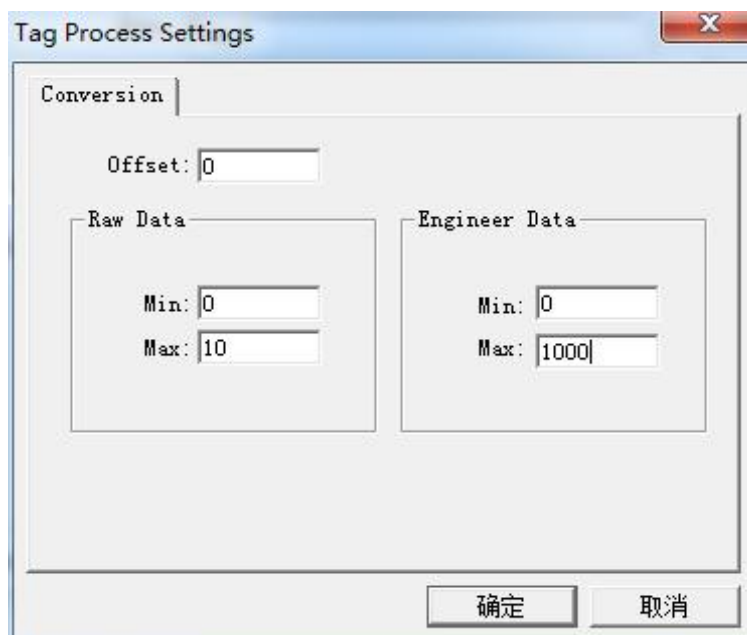 Tag Process Settings
Conversion
Offset: 0
Raw Data
Min: 0
Max: 10
Engineer Data
Min: 0
Max: 1000
确定
取消